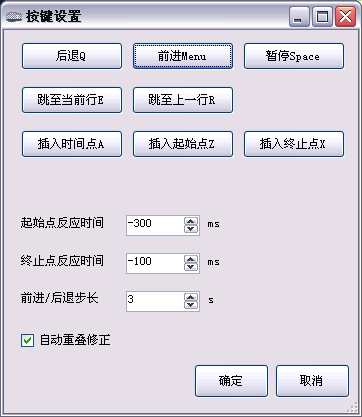 按键设置
后退Q 前进Menu 暂停Space
跳至当前行E 跳至上一行R
插入时间点A 插入起始点Z 插入终止点X
起始点反应时间 -300 ms
终止点反应时间 -100 ms
前进/后退步长 3 s
自动重叠修正
确定 取消